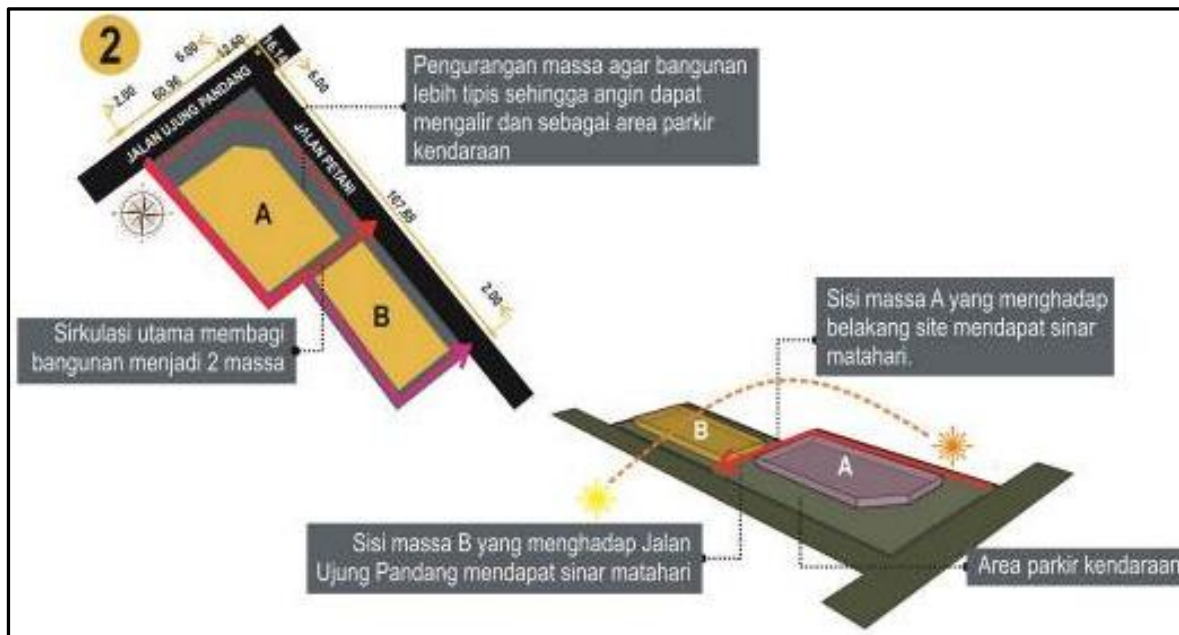 2
2.00
60.96
6.00
12.60
16.14
6.00
JALAN UJUNG PANDANG
JALAN PETANI
167.88
2.00
A
B
Pengurangan massa agar bangunan
lebih tipis sehingga angin dapat
mengalir dan sebagai area parkir
kendaraan
Sirkulasi utama membagi
bangunan menjadi 2 massa
Sisi massa A yang menghadap
belakang site mendapat sinar
matahari.
B
A
Sisi massa B yang menghadap Jalan
Ujung Pandang mendapat sinar matahari
Area parkir kendaraan